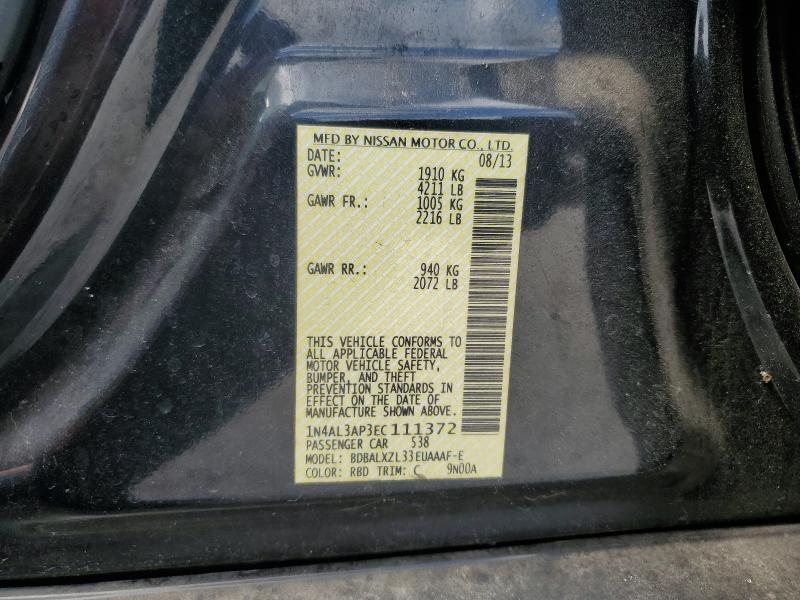 MFD BY NISSAN MOTOR CO., LTD.
DATE: 08/13
GVWR: 1910 KG
4211 LB
GAWR FR.: 1005 KG
2216 LB
GAWR RR.: 940 KG
2072 LB
THIS VEHICLE CONFORMS TO
ALL APPLICABLE FEDERAL
MOTOR VEHICLE SAFETY,
BUMPER, AND THEFT
PREVENTION STANDARDS IN
EFFECT ON THE DATE OF
MANUFACTURE SHOWN ABOVE.
1N4AL3AP3EC111372
PASSENGER CAR 538
MODEL: BDBALXZL33EUAAAF-E
COLOR: RBD TRIM: C 9N00A